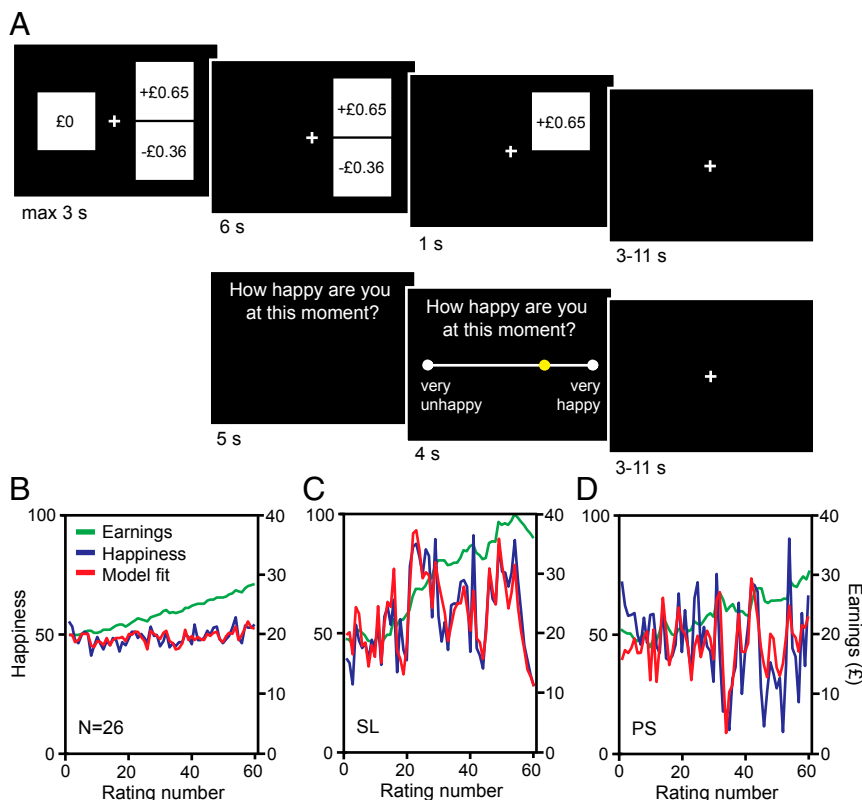 A
£0
+£0.65
-£0.36
max 3 s
+£0.65
-£0.36
6 s
+£0.65
1 s
3-11 s
How happy are you
at this moment?
5 s
How happy are you
at this moment?
very
unhappy
very
happy
4 s
3-11 s
B
Happiness
100
50
0
40
30
20
10
0
Earnings
Happiness
Model fit
N=26
0
20
40
60
Rating number
C
100
50
0
40
30
20
10
0
SL
0
20
40
60
Rating number
D
100
50
0
40
30
20
10
0
Earnings (£)
PS
0
20
40
60
Rating number